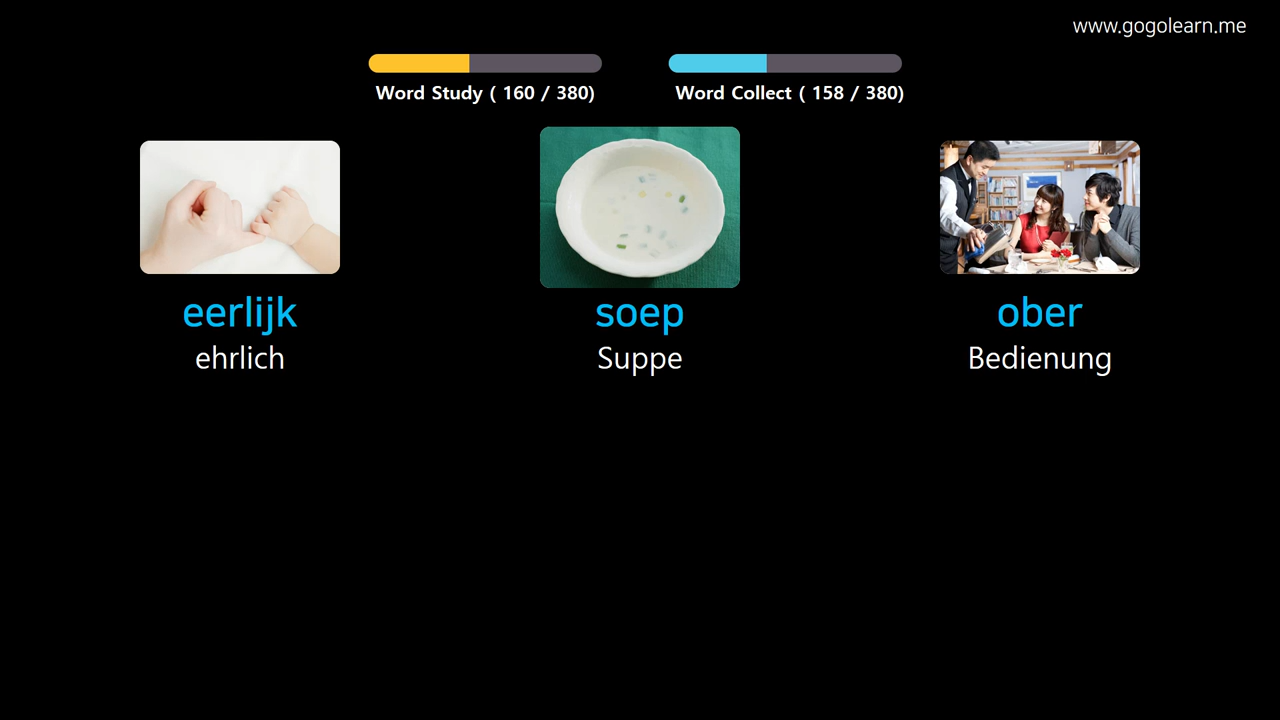 www.gogolearn.me
Word Study ( 160 / 380)
Word Collect ( 158 / 380)
eerlijk
soep
ober
ehrlich
Suppe
Bedienung